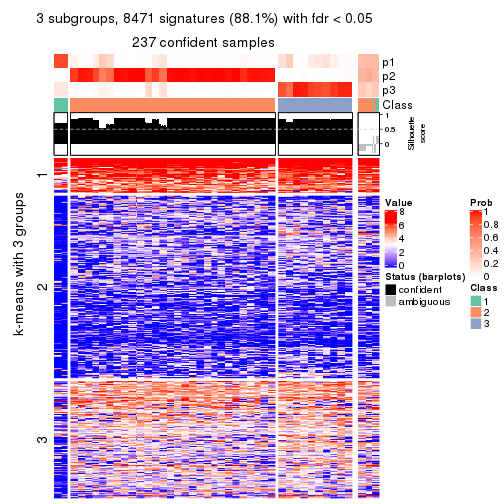 3 subgroups, 8471 signatures (88.1%) with fdr < 0.05
237 confident samples
p1
p2
p3
Class
1
0.5
0
Silhouette
score
k-means with 3 groups
1
2
3
Value
8
6
4
2
0
Status (barplots)
confident
ambiguous
Prob
1
0.8
0.6
0.4
0.2
0
Class
1
2
3